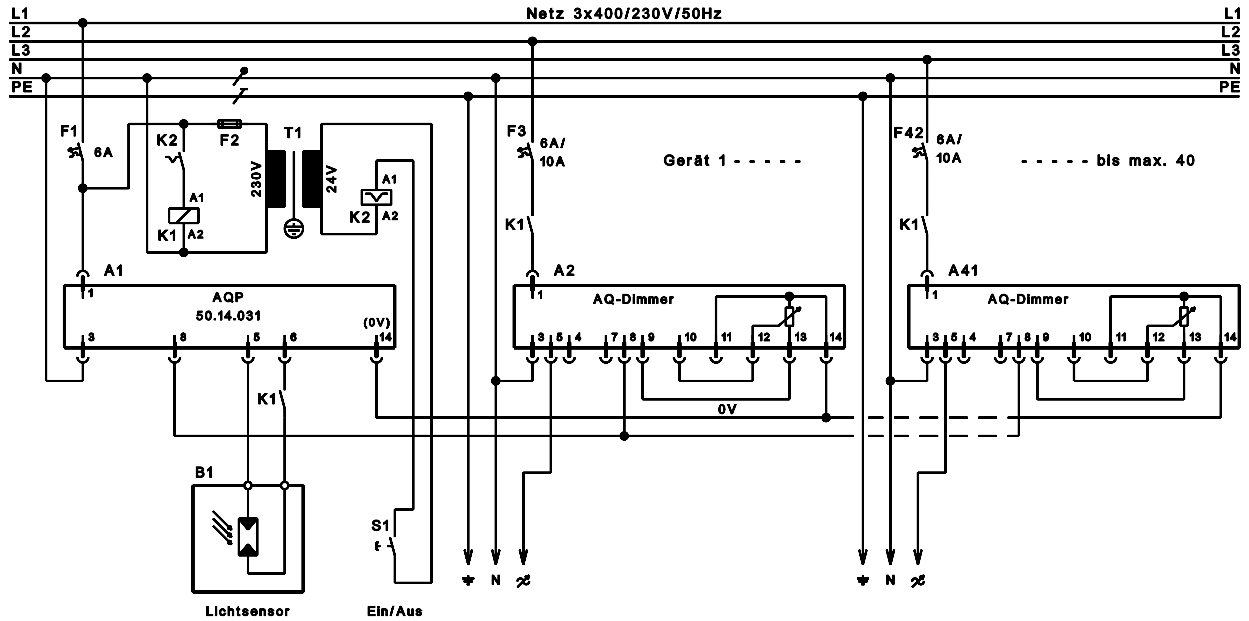 L1 Netz 3x400/230V/50Hz L1
L2 L2
L3 L3
N N
PE PE
F1 6A K2 F2 T1 F3 6A/ 10A Gerät 1 - - - - - F42 6A/ 10A - - - - - bis max. 40
230V 24V
A1 A1
K2 A2
K1 A2 K1 K1
A1 A2 A41
1 1 1
AQP AQ-Dimmer AQ-Dimmer
50.14.031
(0V)
3 8 5 6 14 3 5 4 7 8 9 10 11 12 13 14 3 5 4 7 8 9 10 11 12 13 14
K1
0V
B1
S1
N N
Lichtsensor Ein/Aus